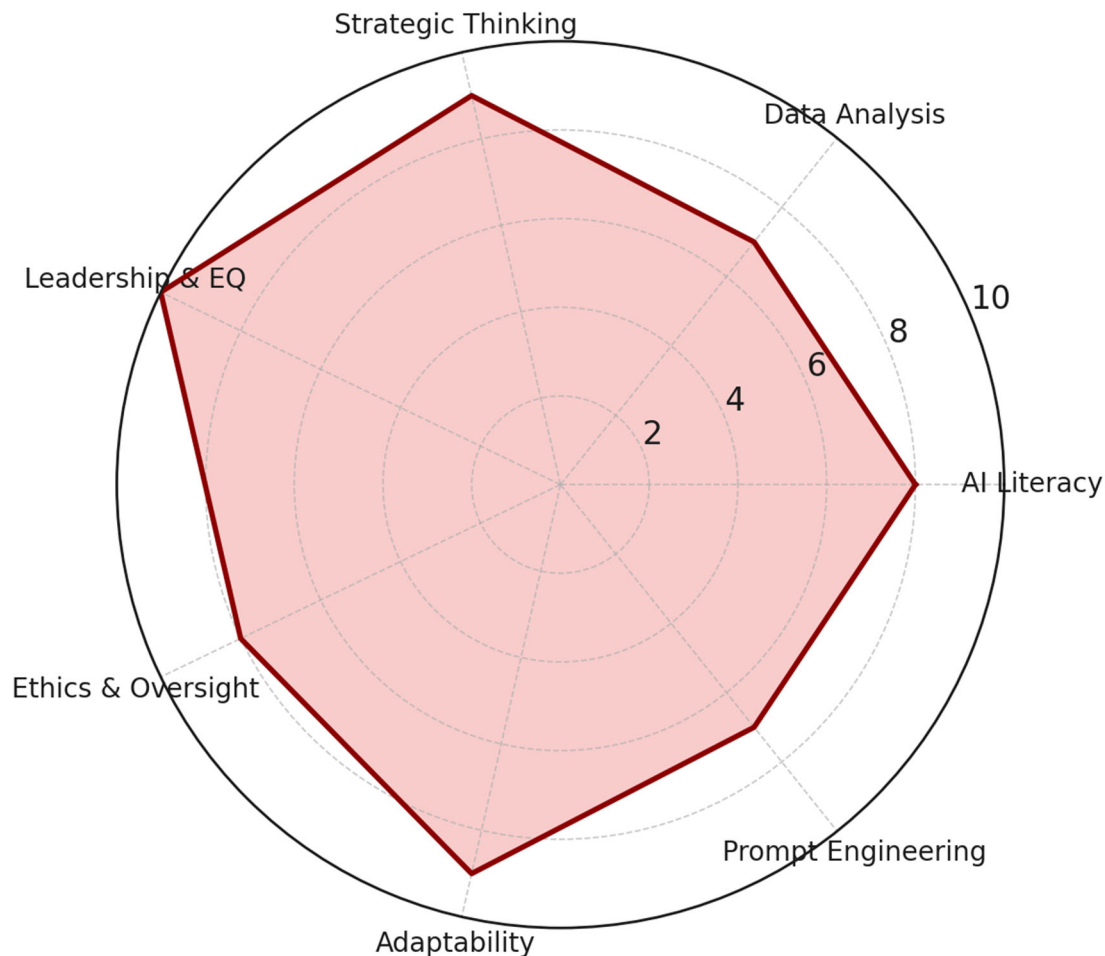 Strategic Thinking
Data Analysis
Leadership & EQ
10
8
6
4
2
AI Literacy
Ethics & Oversight
Prompt Engineering
Adaptability